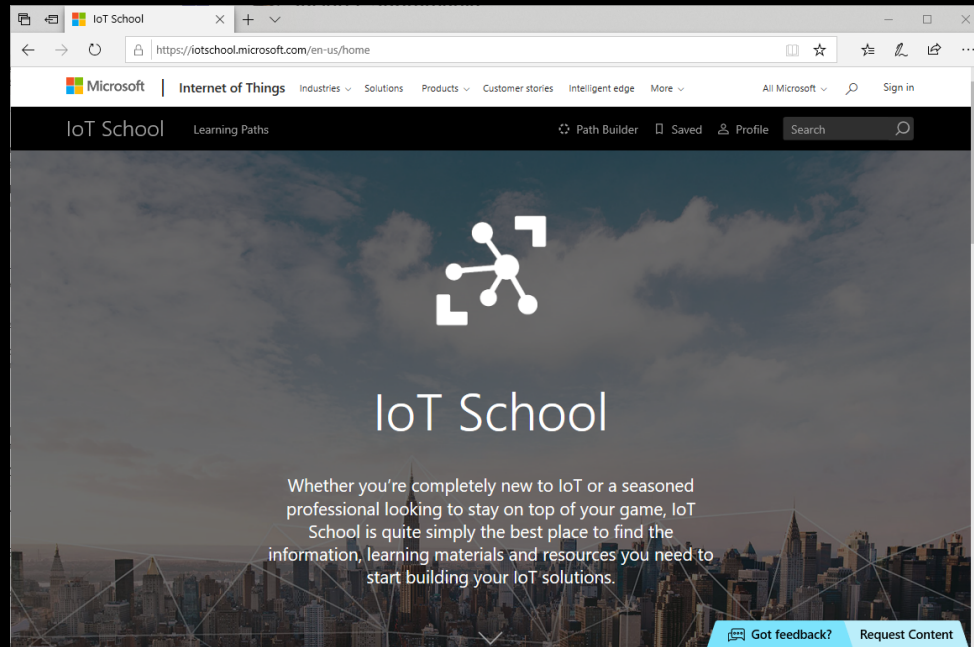 IoT School
https://iotschool.microsoft.com/en-us/home
Microsoft Internet of Things Industries Solutions Products Customer stories Intelligent edge More All Microsoft Sign in
IoT School Learning Paths Path Builder Saved Profile Search
IoT School
Whether you're completely new to IoT or a seasoned
professional looking to stay on top of your game, IoT
School is quite simply the best place to find the
information, learning materials and resources you need to
start building your IoT solutions.
Got feedback? Request Content